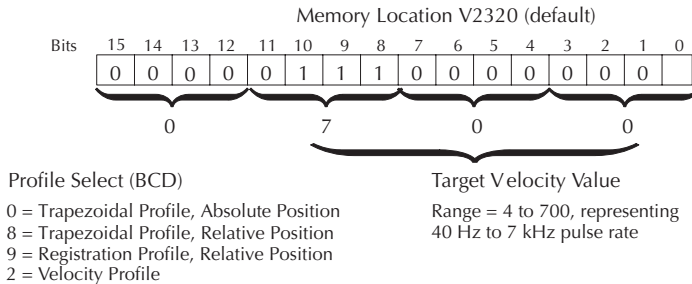 Memory Location V2320 (default)
Bits 15 14 13 12 11 10 9 8 7 6 5 4 3 2 1 0
0 0 0 0 0 1 1 1 0 0 0 0 0 0 0
0 7 0 0
Profile Select (BCD)
0 = Trapezoidal Profile, Absolute Position
8 = Trapezoidal Profile, Relative Position
9 = Registration Profile, Relative Position
2 = Velocity Profile
Target Velocity Value
Range = 4 to 700, representing
40 Hz to 7 kHz pulse rate